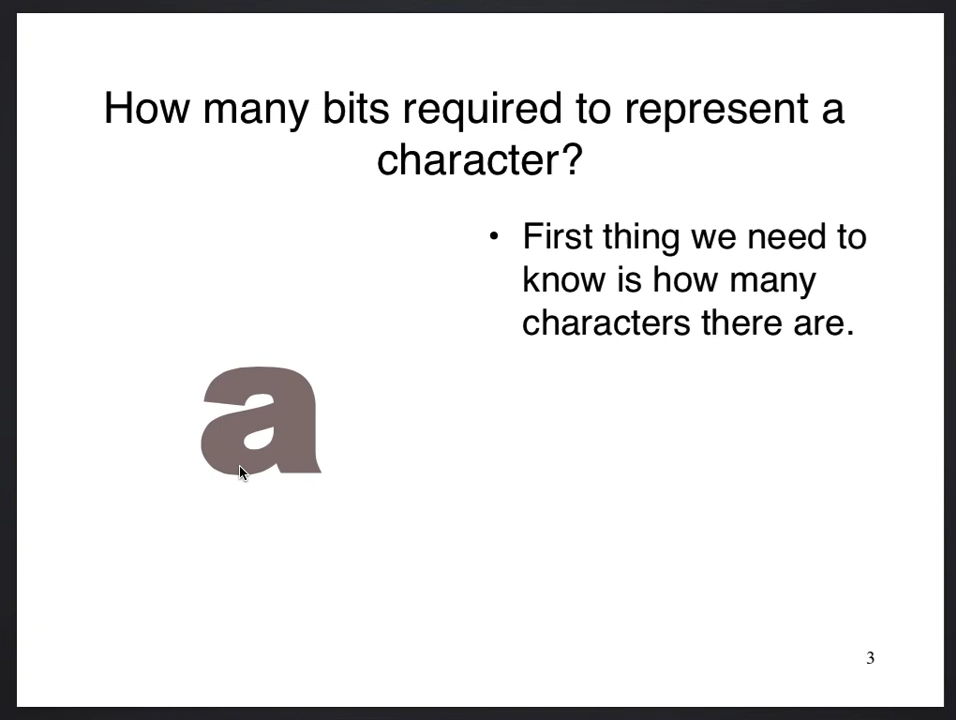 How many bits required to represent a
character?
• First thing we need to
know is how many
characters there are.
a
3